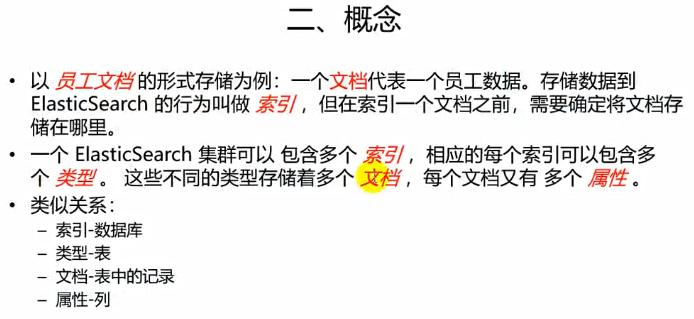 二、概念
• 以 员工文档 的形式存储为例：一个文档代表一个员工数据。存储数据到
ElasticSearch 的行为叫做 索引 ，但在索引一个文档之前，需要确定将文档存
储在哪里。
• 一个 ElasticSearch 集群可以 包含多个 索引 ，相应的每个索引可以包含多
个 类型 。 这些不同的类型存储着多个 文档 ，每个文档又有 多个 属性 。
• 类似关系：
– 索引-数据库
– 类型-表
– 文档-表中的记录
– 属性-列